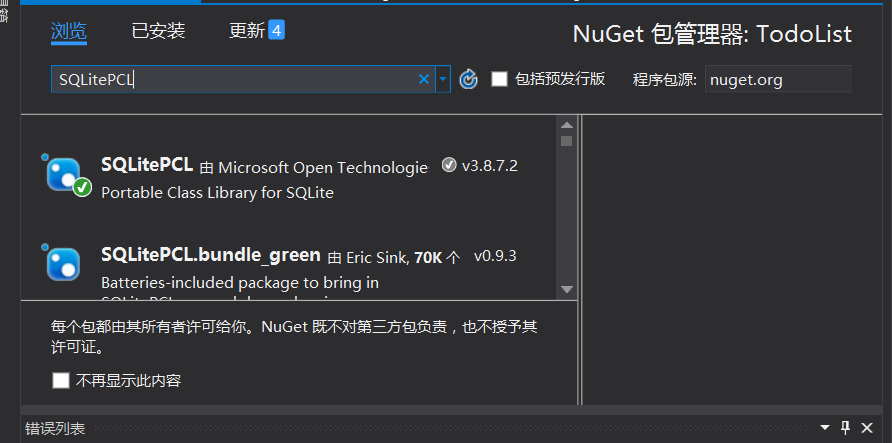 浏览 已安装 更新 4 NuGet 包管理器: TodoList
SQLitePCL 包括预发行版 程序包源: nuget.org
SQLitePCL 由 Microsoft Open Technologie v3.8.7.2
Portable Class Library for SQLite
SQLitePCL.bundle_green 由 Eric Sink, 70K 个 v0.9.3
Batteries-included package to bring in
每个包都由其所有者许可给你。NuGet 既不对第三方包负责，也不授予其
许可证。
不再显示此内容
错误列表